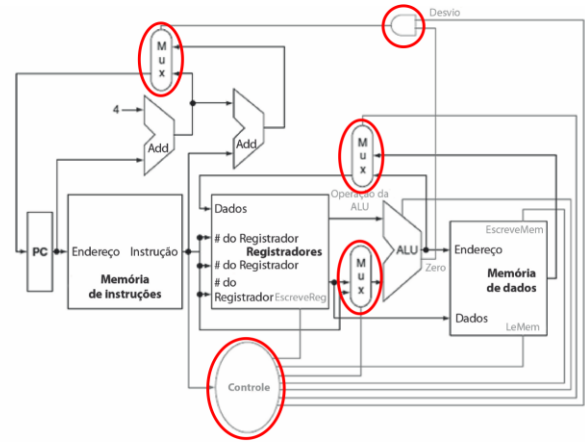 Desvio
M
u
x
4
Add
Add
M
u
x
Operação da
ALU
Dados
# do Registrador
Registradores
# do Registrador
# do
Registrador
EscreveReg
M
u
x
ALU
Zero
EscreveMem
Endereço
Memória
de dados
Dados
LeMem
PC
Endereço
Instrução
Memória
de instruções
Controle